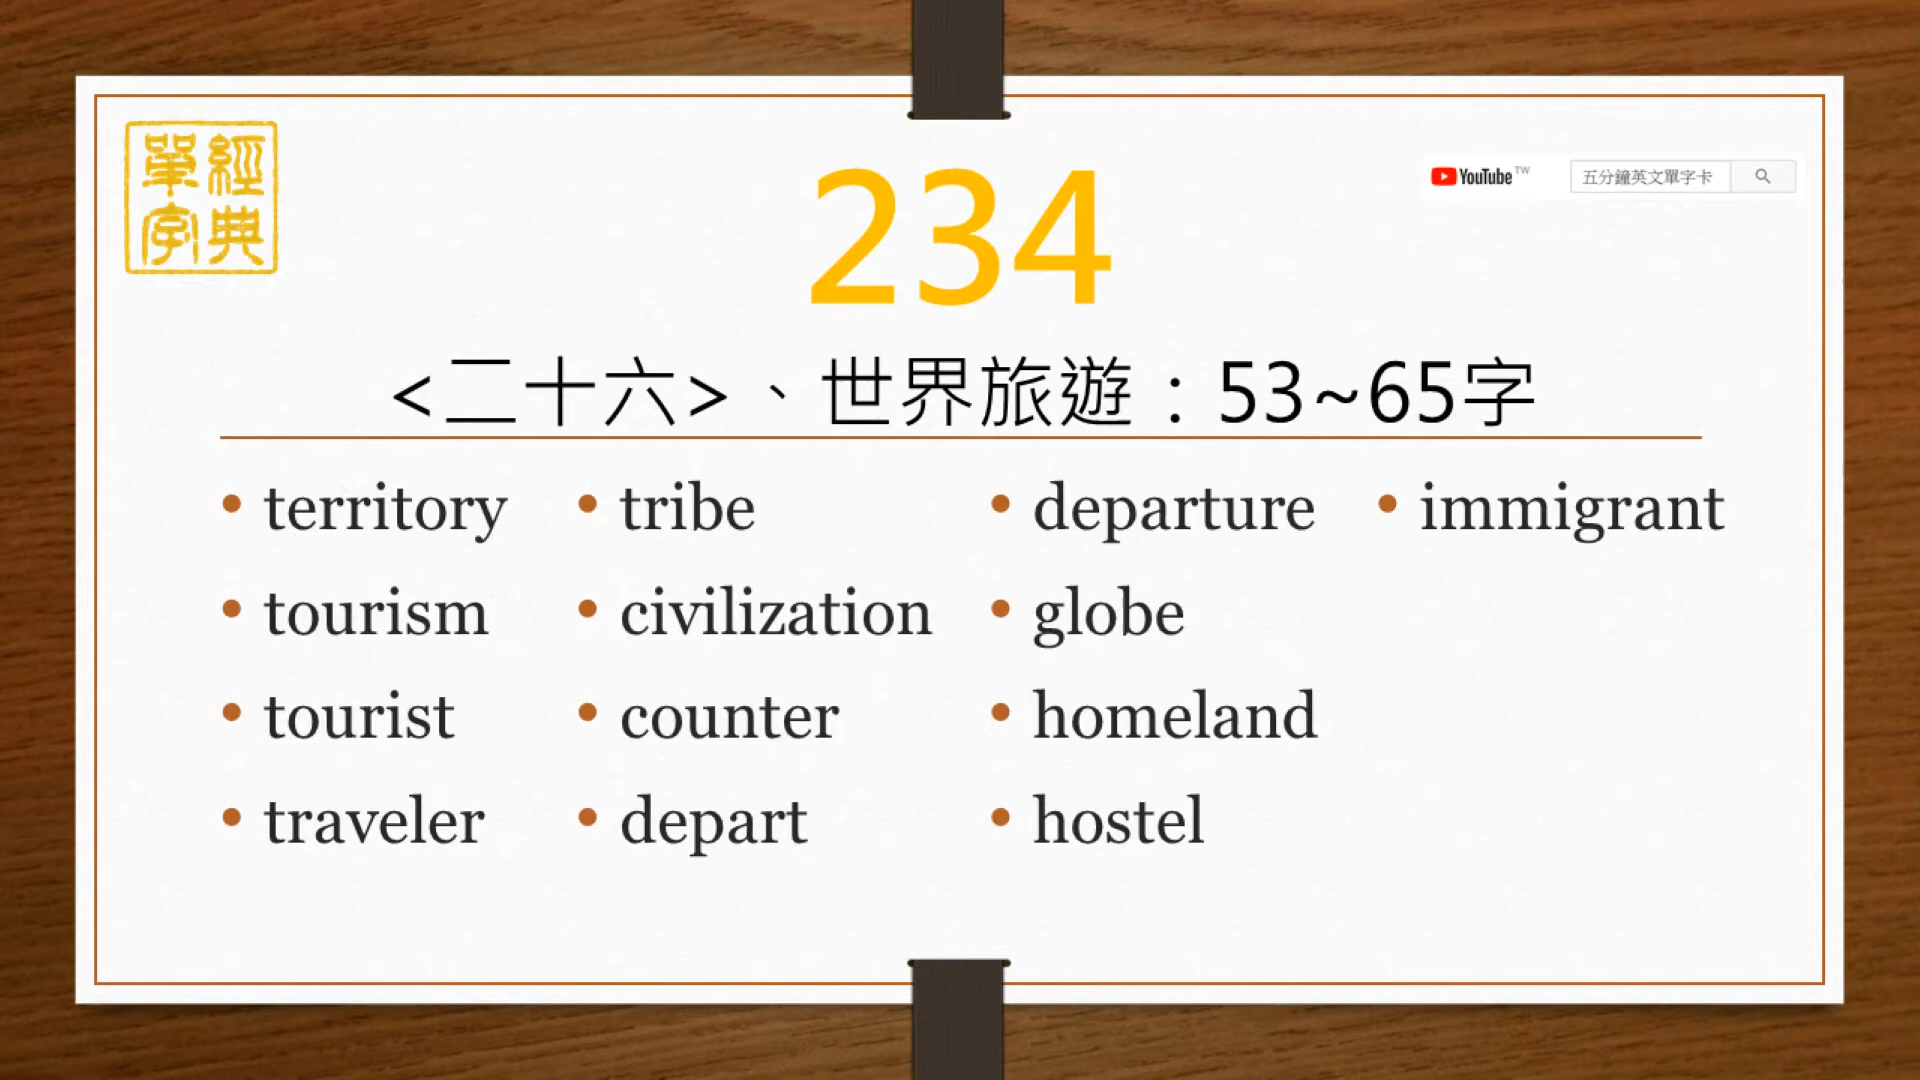 經典
單字
YouTube TW
五分鐘英文單字卡
234
<二十六>、世界旅遊：53~65字
• territory
• tourism
• tourist
• traveler
• tribe
• civilization
• counter
• depart
• departure
• globe
• homeland
• hostel
• immigrant